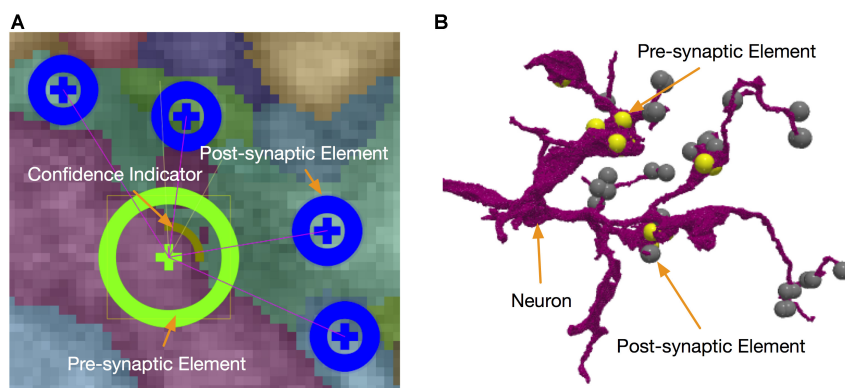 A
B
Pre-synaptic Element
Post-synaptic Element
Confidence Indicator
Neuron
Post-synaptic Element
Pre-synaptic Element